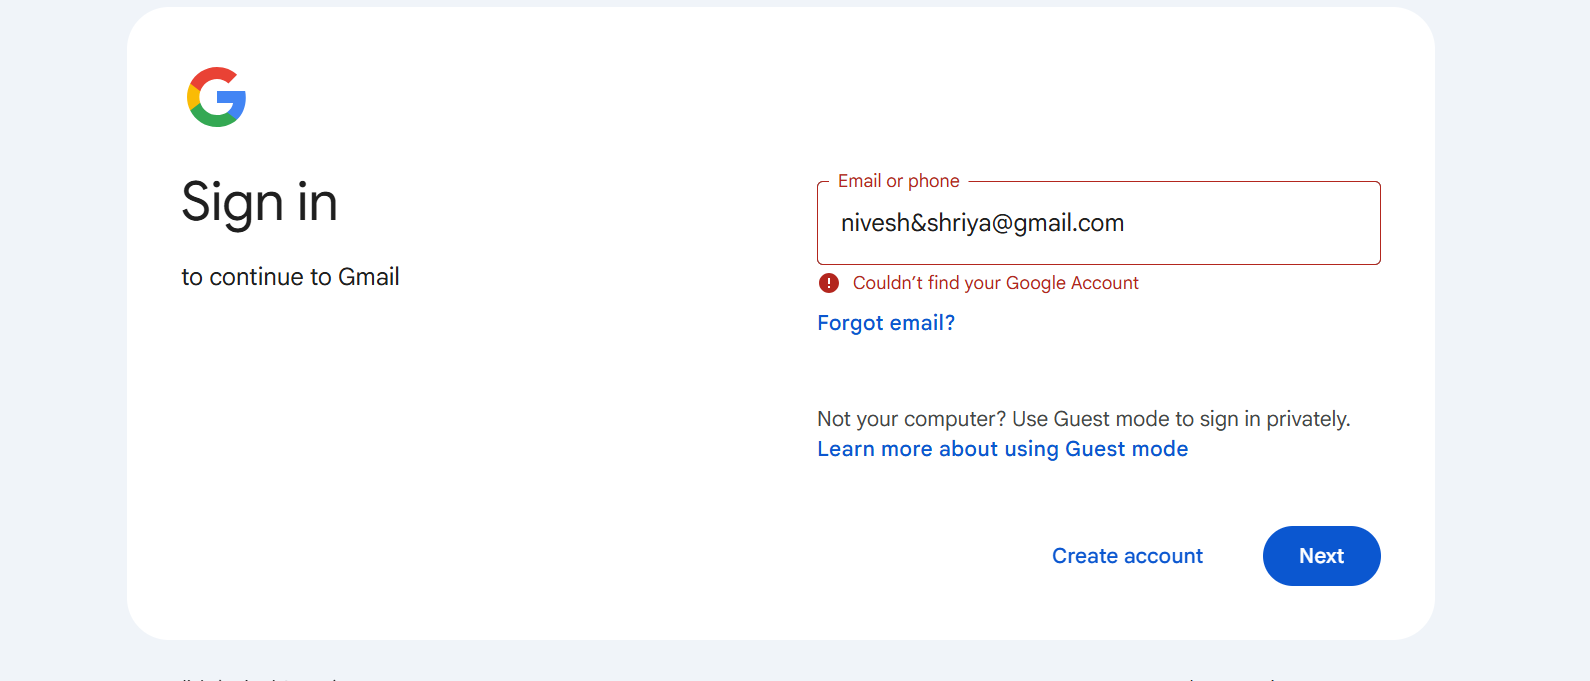 Sign in
to continue to Gmail
Email or phone
nivesh&shriya@gmail.com
Couldn’t find your Google Account
Forgot email?
Not your computer? Use Guest mode to sign in privately.
Learn more about using Guest mode
Create account
Next